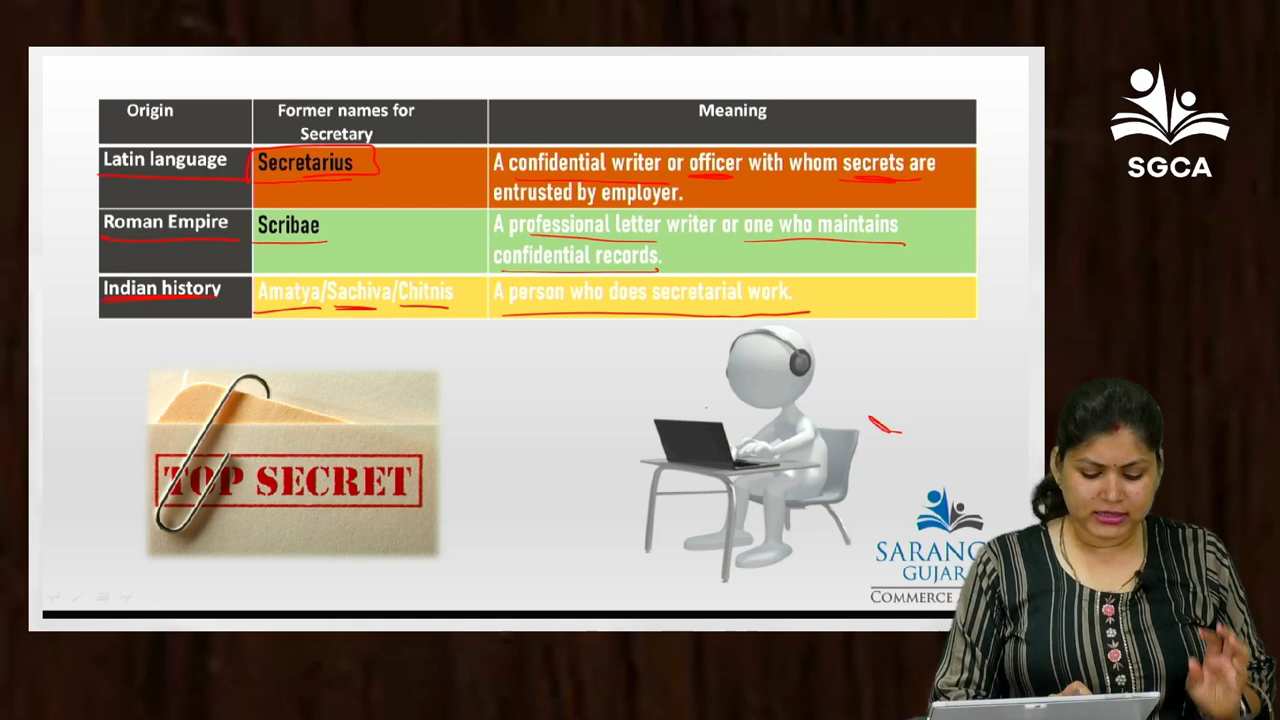 SGCA
Origin
Former names for
Secretary
Meaning
Latin language
Secretarius
A confidential writer or officer with whom secrets are
entrusted by employer.
Roman Empire
Scribae
A professional letter writer or one who maintains
confidential records.
Indian history
Amatya/Sachiva/Chitnis
A person who does secretarial work.
TOP SECRET
GUJAR
COMMERCE